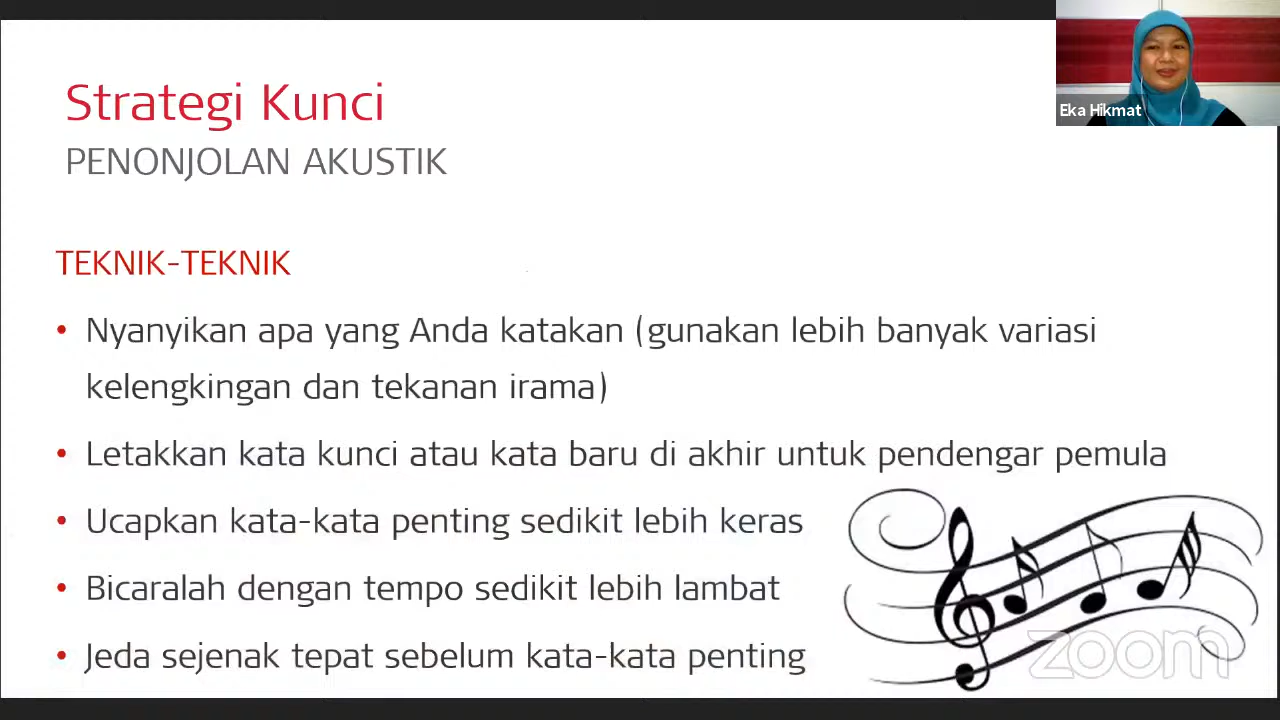 Strategi Kunci
PENONJOLAN AKUSTIK
TEKNIK-TEKNIK
• Nyanyikan apa yang Anda katakan (gunakan lebih banyak variasi
kelengkingan dan tekanan irama)
• Letakkan kata kunci atau kata baru di akhir untuk pendengar pemula
• Ucapkan kata-kata penting sedikit lebih keras
• Bicaralah dengan tempo sedikit lebih lambat
• Jeda sejenak tepat sebelum kata-kata penting
Eka Hikmat
zoom